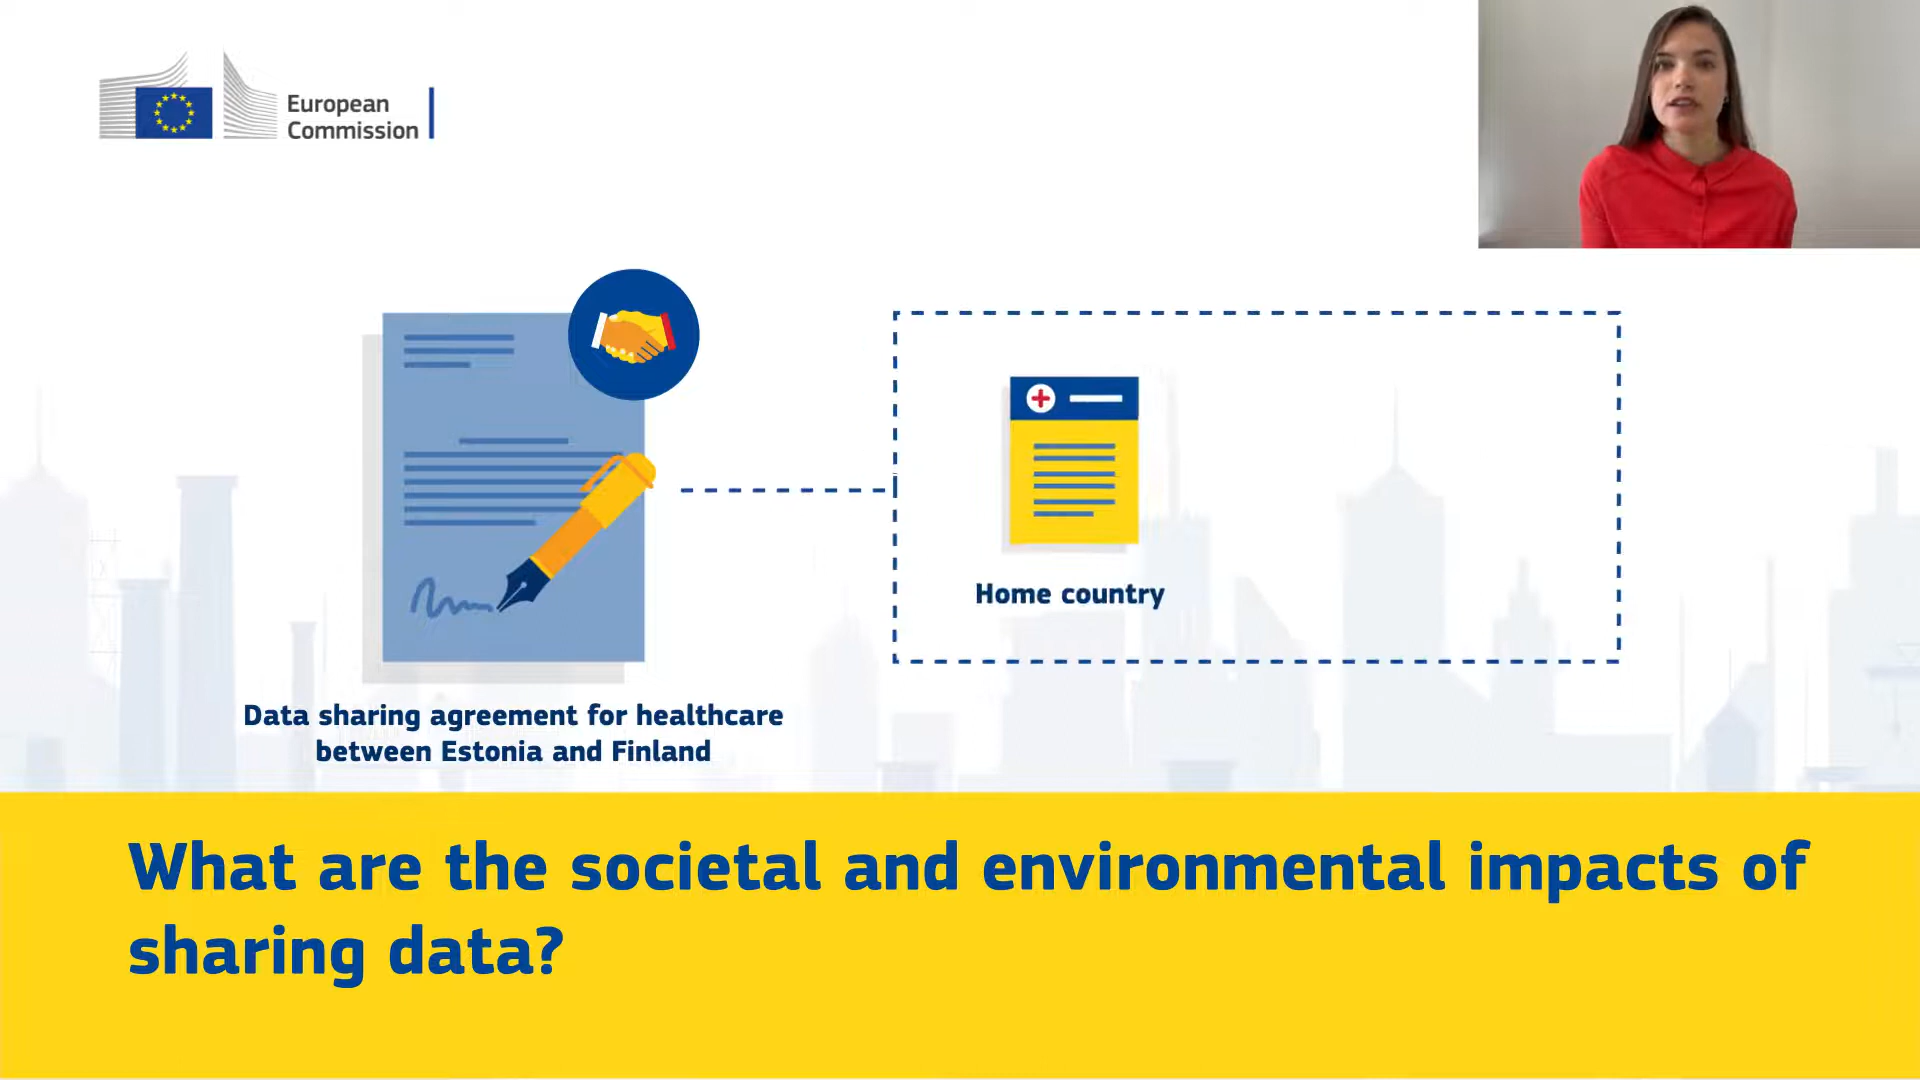 European
Commission
Home country
Data sharing agreement for healthcare
between Estonia and Finland
What are the societal and environmental impacts of
sharing data?